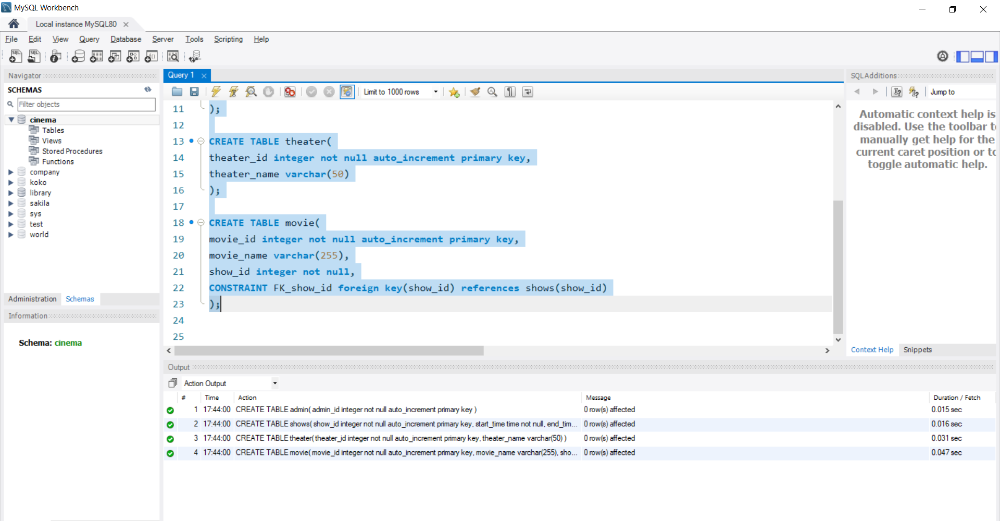 MySQL Workbench
Local instance MySQL80
File Edit View Query Database Server Tools Scripting Help
Navigator
SCHEMAS
Filter objects
cinema
Tables
Views
Stored Procedures
Functions
company
koko
library
sakila
sys
test
world
Administration Schemas
Information
Schema: cinema
Query 1
Limit to 1000 rows
11 );
12
13 CREATE TABLE theater(
14 theater_id integer not null auto_increment primary key,
15 theater_name varchar(50)
16 );
17
18 CREATE TABLE movie(
19 movie_id integer not null auto_increment primary key,
20 movie_name varchar(255),
21 show_id integer not null,
22 CONSTRAINT FK_show_id foreign key(show_id) references shows(show_id)
23 );
24
25
SQLAdditions
Jump to
Automatic context help is
disabled. Use the toolbar t
manually get help for the
current caret position or to
toggle automatic help.
Context Help Snippets
Output
Action Output
# Time Action Message Duration / Fetch
1 17:44:00 CREATE TABLE admin( admin_id integer not null auto_increment primary key ) 0 row(s) affected 0.015 sec
2 17:44:00 CREATE TABLE shows( show_id integer not null auto_increment primary key, start_time time not null, end_tim... 0 row(s) affected 0.016 sec
3 17:44:00 CREATE TABLE theater( theater_id integer not null auto_increment primary key, theater_name varchar(50) ) 0 row(s) affected 0.031 sec
4 17:44:00 CREATE TABLE movie( movie_id integer not null auto_increment primary key, movie_name varchar(255), sho... 0 row(s) affected 0.047 sec